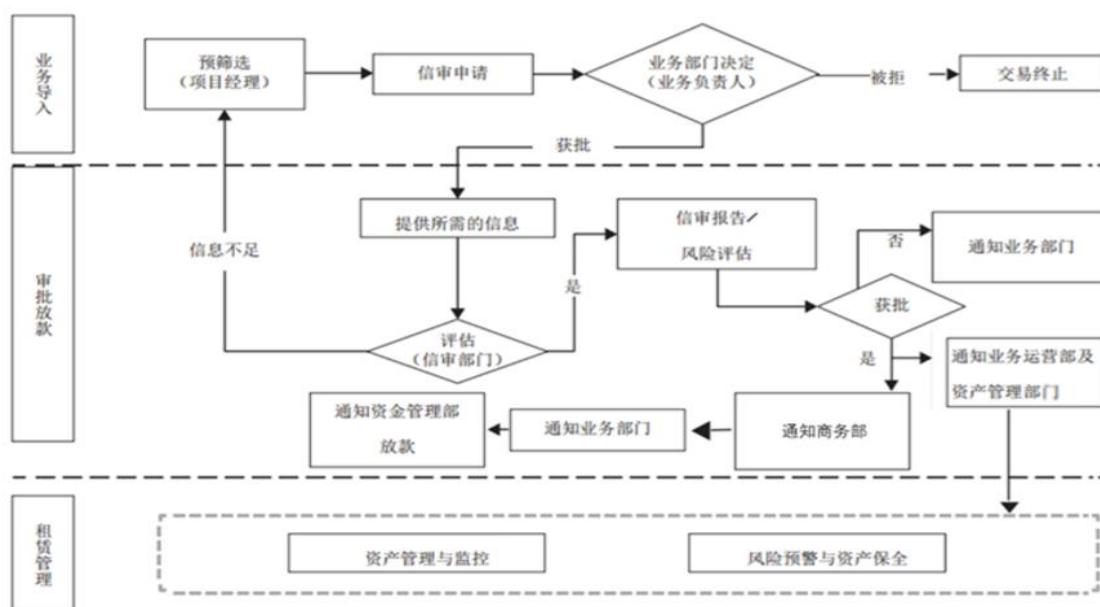 业务导入
预筛选
（项目经理）
信审申请
业务部门决定
（业务负责人）
被拒
交易终止
获批
审批放款
提供所需的信息
信息不足
评估
（信审部门）
是
信审报告/
风险评估
获批
否
通知业务部门
是
通知业务运营部及
资产管理部门
通知商务部
通知业务部门
通知资金管理部
放款
租赁管理
资产管理与监控
风险预警与资产保全